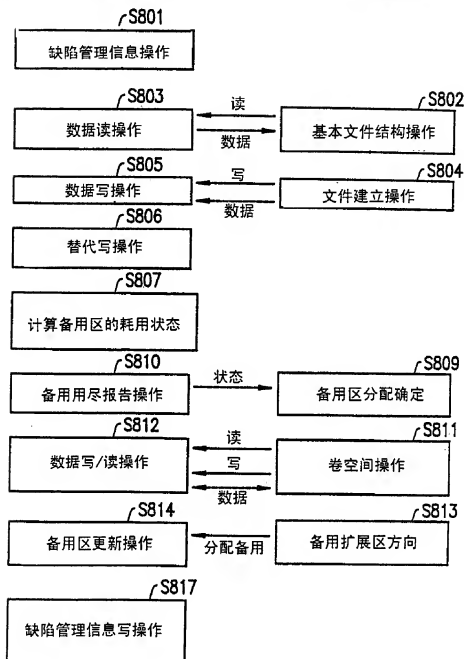 S801
缺陷管理信息操作
S803
数据读操作
读
数据
S802
基本文件结构操作
S805
数据写操作
写
数据
S804
文件建立操作
S806
替代写操作
S807
计算备用区的耗用状态
S810
备用用尽报告操作
状态
S809
备用区分配确定
S812
数据写/读操作
读
写
数据
S811
卷空间操作
S814
备用区更新操作
分配备用
S813
备用扩展区方向
S817
缺陷管理信息写操作